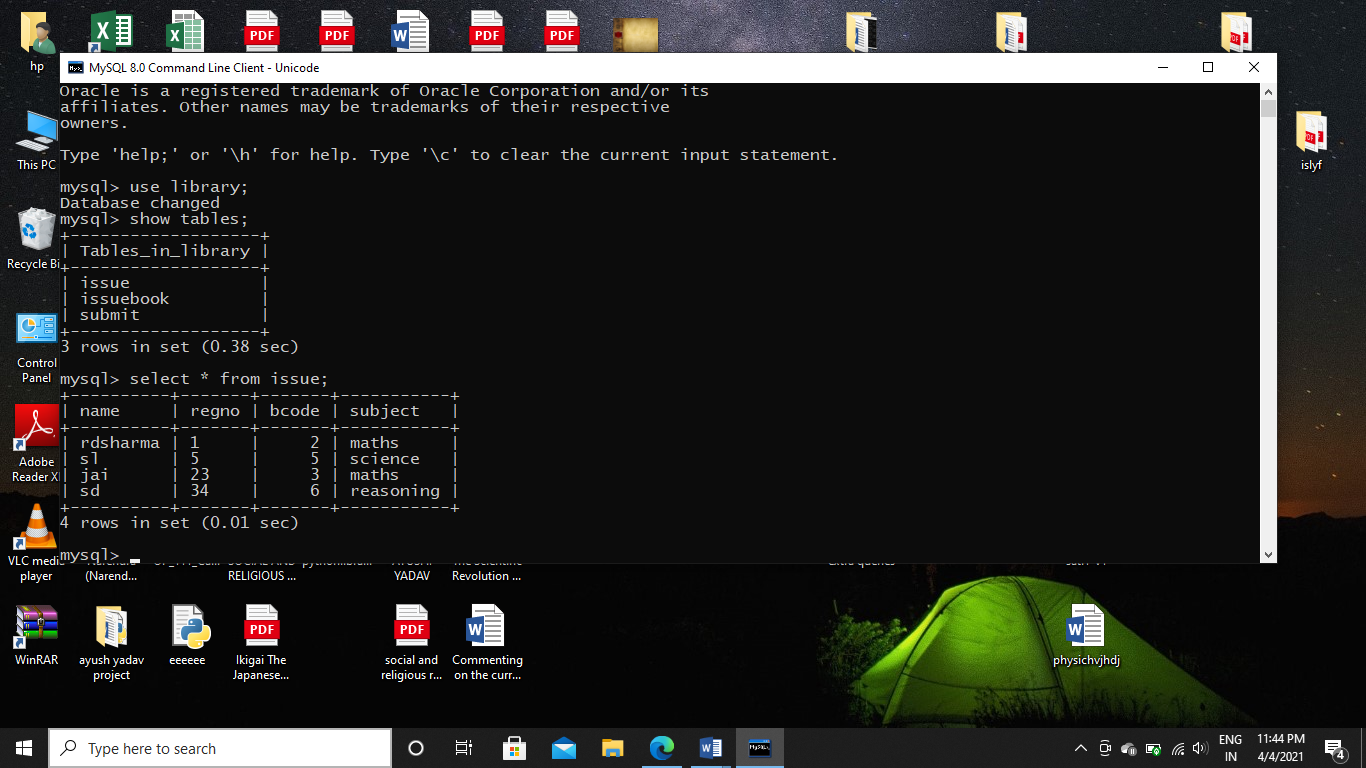 hp
MySQL 8.0 Command Line Client - Unicode
Oracle is a registered trademark of Oracle Corporation and/or its
affiliates. Other names may be trademarks of their respective
owners.
Type 'help;' or '\h' for help. Type '\c' to clear the current input statement.
mysql> use library;
Database changed
mysql> show tables;
+-------------------+
| Tables_in_library |
+-------------------+
| issue             |
| issuebook         |
| submit            |
+-------------------+
3 rows in set (0.38 sec)
mysql> select * from issue;
+----------+-------+-------+-----------+
| name     | regno | bcode | subject   |
+----------+-------+-------+-----------+
| rdsharma | 1     |     2 | maths     |
| sl       | 5     |     5 | science   |
| jai      | 23    |     3 | maths     |
| sd       | 34    |     6 | reasoning |
+----------+-------+-------+-----------+
4 rows in set (0.01 sec)
mysql>
This PC
Recycle Bi
Control
Panel
Adobe
Reader X
VLC medi
player
(Narend...
RELIGIOUS ...
YADAV
Revolution ...
islyf
PDF
PDF
PDF
PDF
WinRAR
ayush yadav
project
eeeeee
PDF
Ikigai The
Japanese...
PDF
social and
religious r...
Commenting
on the curr...
physichvjhdj
Type here to search
ENG
IN
11:44 PM
4/4/2021
4